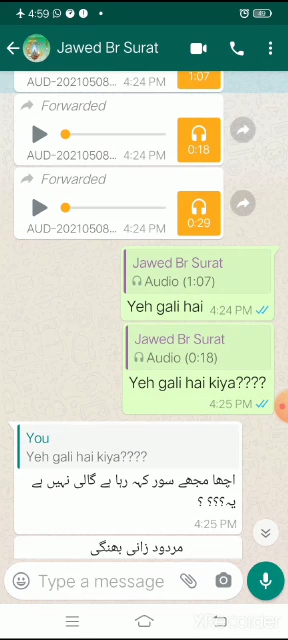 4:59
Jawed Br Surat
1:07
AUD-20210508... 4:24 PM
Forwarded
0:18
AUD-20210508... 4:24 PM
Forwarded
0:29
AUD-20210508... 4:24 PM
Jawed Br Surat
Audio (1:07)
Yeh gali hai 4:24 PM
Jawed Br Surat
Audio (0:18)
Yeh gali hai kiya????
4:25 PM
You
Yeh gali hai kiya????
اچھا مجھے سور کہہ رہا ہے گالی نہیں ہے
یہ؟؟؟ ؟
4:25 PM
مردود زانی بھنگی
Type a message
XRecorder